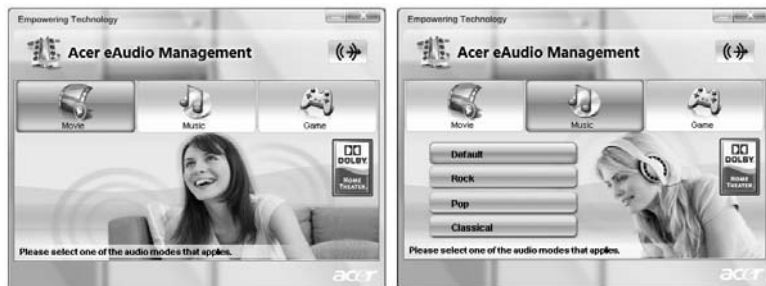 Empowering Technology
Acer eAudio Management
Movie Music Game
DOLBY
HOME THEATER
Please select one of the audio modes that applies.
acer
Empowering Technology
Acer eAudio Management
Movie Music Game
Default
DOLBY
Rock
HOME THEATER
Pop
Classical
Please select one of the audio modes that applies.
acer